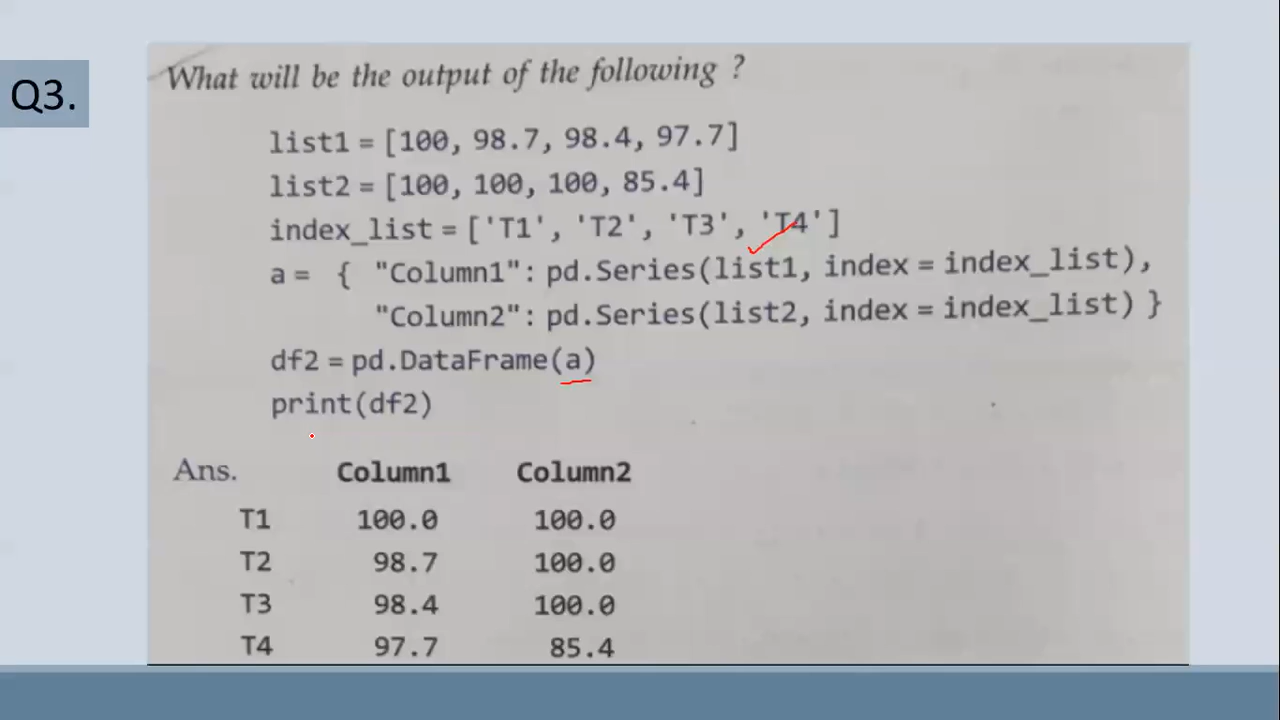 Q3.
What will be the output of the following ?
list1 = [100, 98.7, 98.4, 97.7]
list2 = [100, 100, 100, 85.4]
index_list = ['T1', 'T2', 'T3', 'T4']
a = { "Column1": pd.Series(list1, index = index_list),
"Column2": pd.Series(list2, index = index_list) }
df2 = pd.DataFrame(a)
print(df2)
Ans. Column1 Column2
T1 100.0 100.0
T2 98.7 100.0
T3 98.4 100.0
T4 97.7 85.4